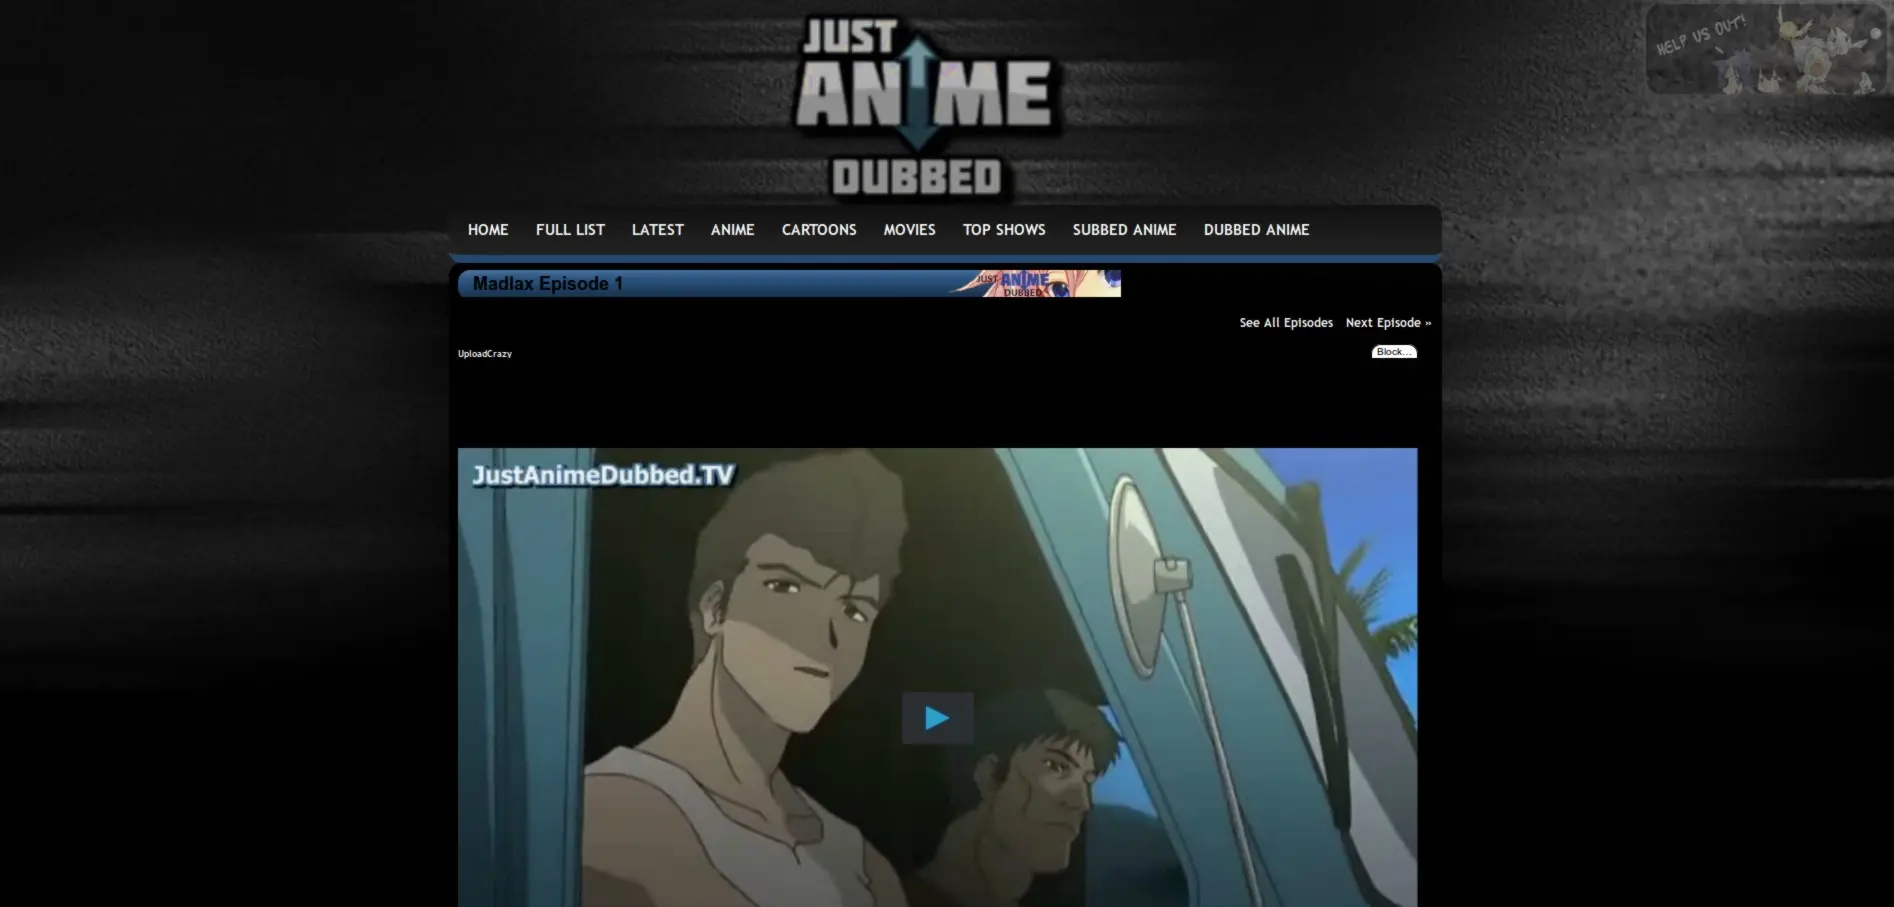 JUST
ANIME
DUBBED
HELP US OUT!
HOME FULL LIST LATEST ANIME CARTOONS MOVIES TOP SHOWS SUBBED ANIME DUBBED ANIME
Madlax Episode 1
JUST ANIME
DUBBED
See All Episodes Next Episode »
UploadCrazy
Block...
JustAnimeDubbed.TV